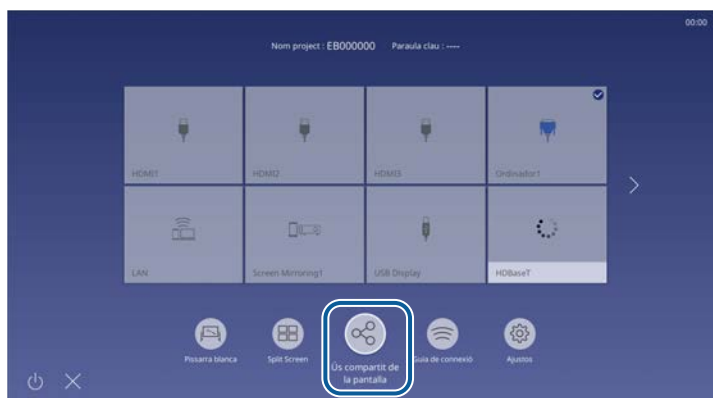 00:00
Nom project : EB000000 Paraula clau : ----
HDMI1 HDMI2 HDMI3 Ordinador1
LAN Screen Mirroring1 USB Display HDBaseT
Pissarra blanca Split Screen Ús compartit de la pantalla Guia de connexió Ajustos